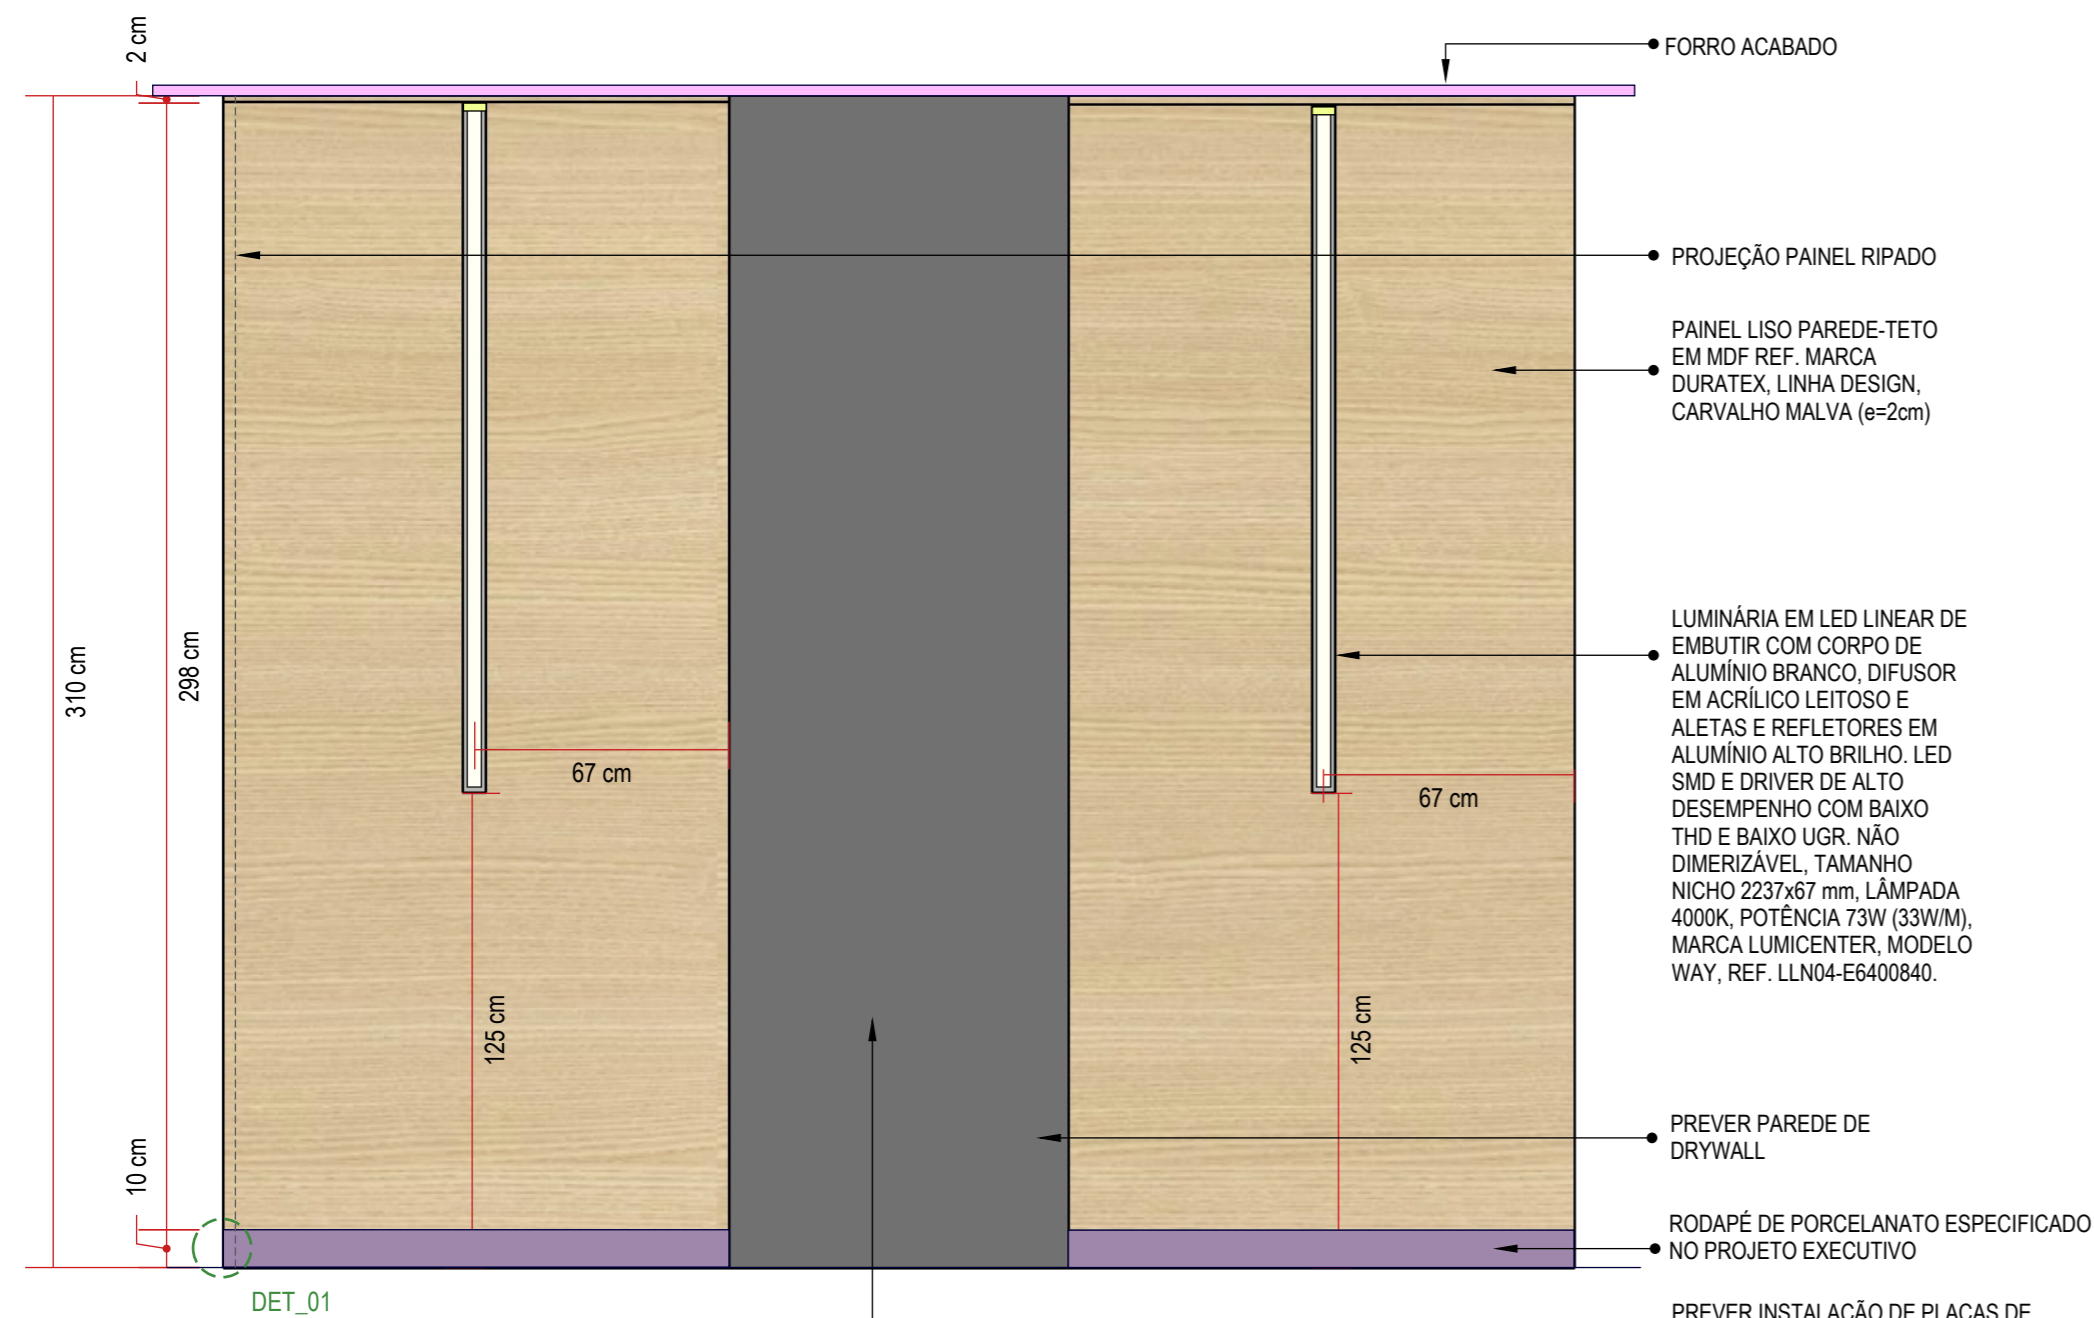 2 cm
FORRO ACABADO
PROJEÇÃO PAINEL RIPADO
PAINEL LISO PAREDE-TETO
EM MDF REF. MARCA
DURATEX, LINHA DESIGN,
CARVALHO MALVA (e=2cm)
310 cm
298 cm
67 cm
67 cm
LUMINÁRIA EM LED LINEAR DE
EMBUTIR COM CORPO DE
ALUMÍNIO BRANCO, DIFUSOR
EM ACRÍLICO LEITOSO E
ALETAS E REFLETORES EM
ALUMÍNIO ALTO BRILHO. LED
SMD E DRIVER DE ALTO
DESEMPENHO COM BAIXO
THD E BAIXO UGR. NÃO
DIMERIZÁVEL, TAMANHO
NICHO 2237x67 mm, LÂMPADA
4000K, POTÊNCIA 73W (33W/M),
MARCA LUMICENTER, MODELO
WAY, REF. LLN04-E6400840.
125 cm
125 cm
10 cm
PREVER PAREDE DE
DRYWALL
RODAPÉ DE PORCELANATO ESPECIFICADO
NO PROJETO EXECUTIVO
DET_01
PREVER INSTALAÇÃO DE PLACAS DE